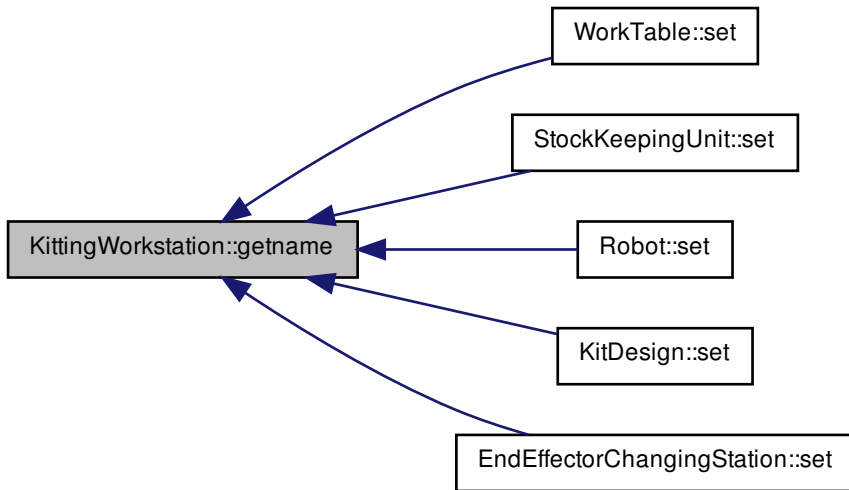 WorkTable::set
StockKeepingUnit::set
KittingWorkstation::getname
Robot::set
KitDesign::set
EndEffectorChangingStation::set